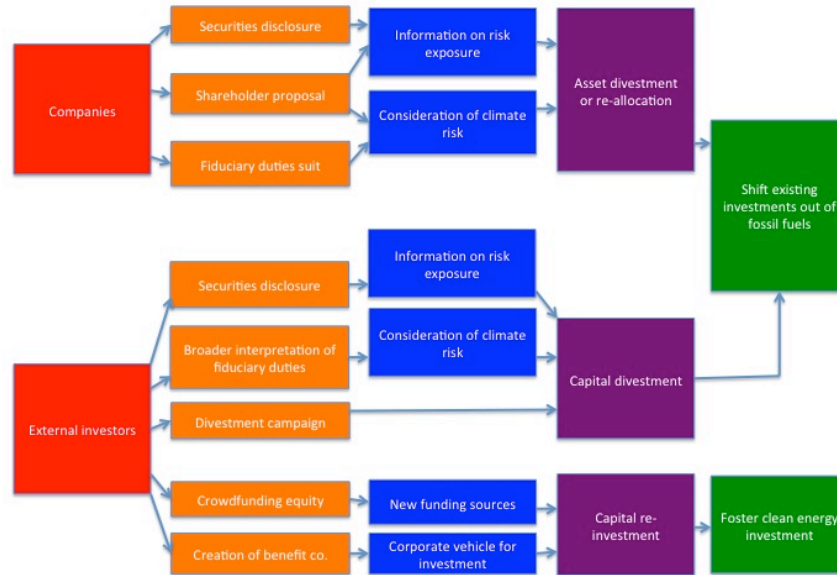 Companies
Securities disclosure
Shareholder proposal
Fiduciary duties suit
Information on risk
exposure
Consideration of climate
risk
Asset divestment
or re-allocation
Shift existing
investments out of
fossil fuels
External investors
Securities disclosure
Broader interpretation of
fiduciary duties
Divestment campaign
Information on risk
exposure
Consideration of climate
risk
Capital divestment
Crowdfunding equity
Creation of benefit co.
New funding sources
Corporate vehicle for
investment
Capital re-
investment
Foster clean energy
investment